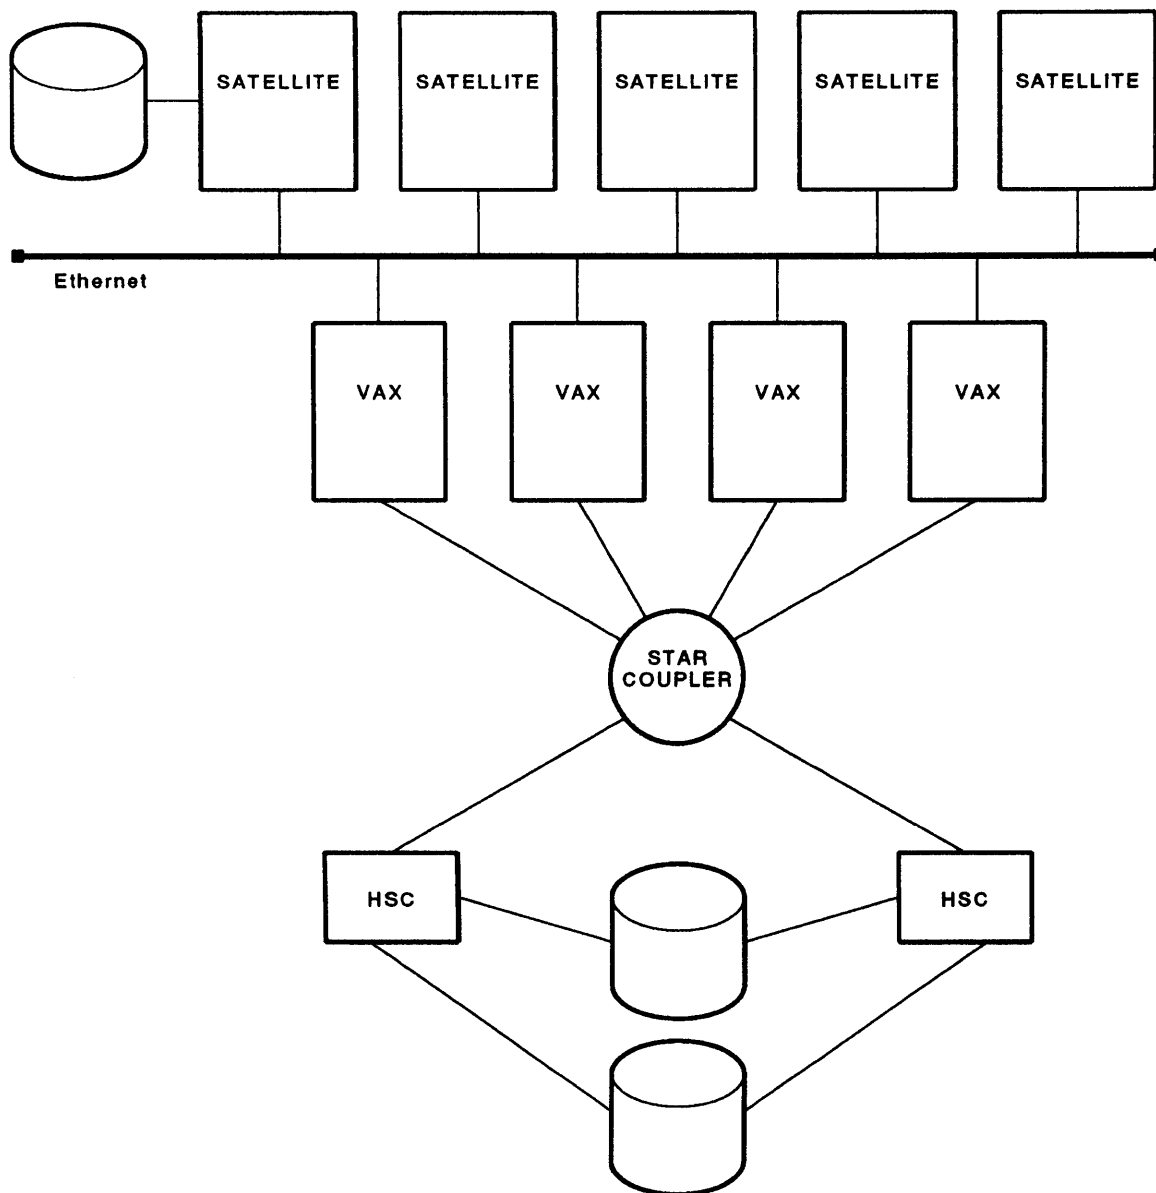 SATELLITE SATELLITE SATELLITE SATELLITE SATELLITE
Ethernet
VAX VAX VAX VAX
STAR
COUPLER
HSC HSC